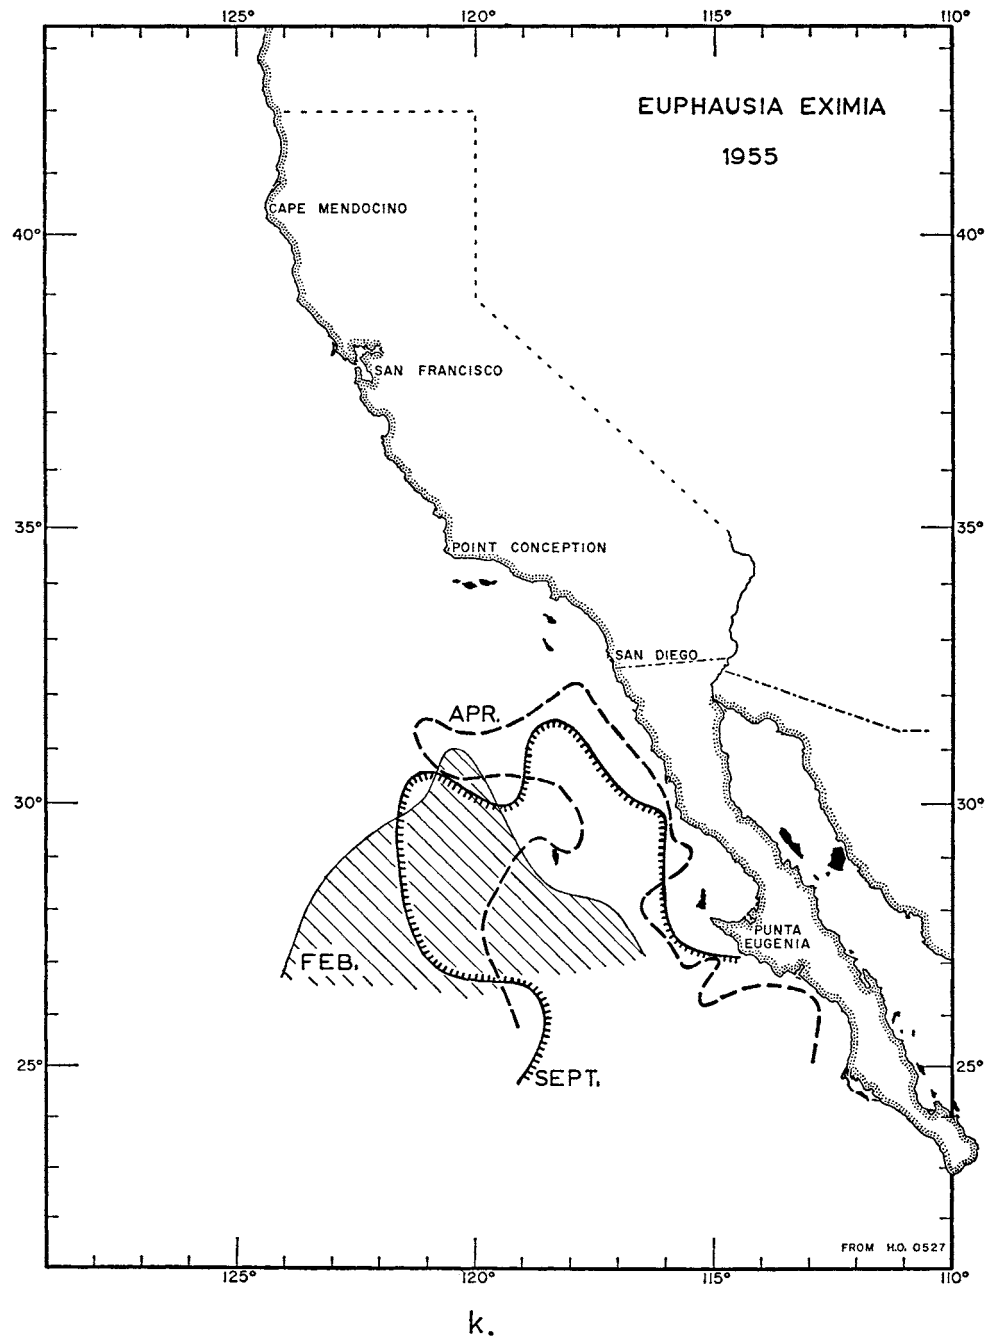 125° 120° 115° 110°
EUPHAUSIA EXIMIA
1955
CAPE MENDOCINO
40° 40°
SAN FRANCISCO
35° 35°
POINT CONCEPTION
SAN DIEGO
APR.
30° 30°
PUNTA
EUGENIA
FEB.
25° 25°
SEPT.
FROM H.O. 0527
125° 120° 115° 110°
k.